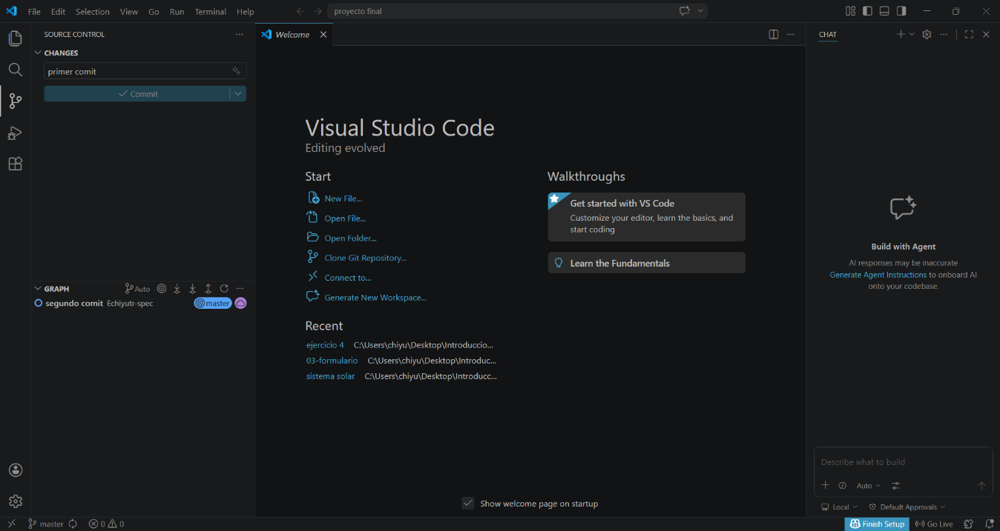 File Edit Selection View Go Run Terminal Help
proyecto final
SOURCE CONTROL
CHANGES
primer comit
Commit
GRAPH
Auto
segundo comit Echiyutr-spec
master
Welcome
Visual Studio Code
Editing evolved
Start
New File...
Open File...
Open Folder...
Clone Git Repository...
Connect to...
Generate New Workspace...
Recent
ejercicio 4 C:\Users\chiyu\Desktop\Introduccio...
03-formulario C:\Users\chiyu\Desktop\Introduc...
sistema solar C:\Users\chiyu\Desktop\Introducc...
Walkthroughs
Get started with VS Code
Customize your editor, learn the basics, and
start coding
Learn the Fundamentals
Show welcome page on startup
CHAT
Build with Agent
AI responses may be inaccurate
Generate Agent Instructions to onboard AI
onto your codebase.
Describe what to build
Auto
Local Default Approvals
master 0 0
Finish Setup Go Live